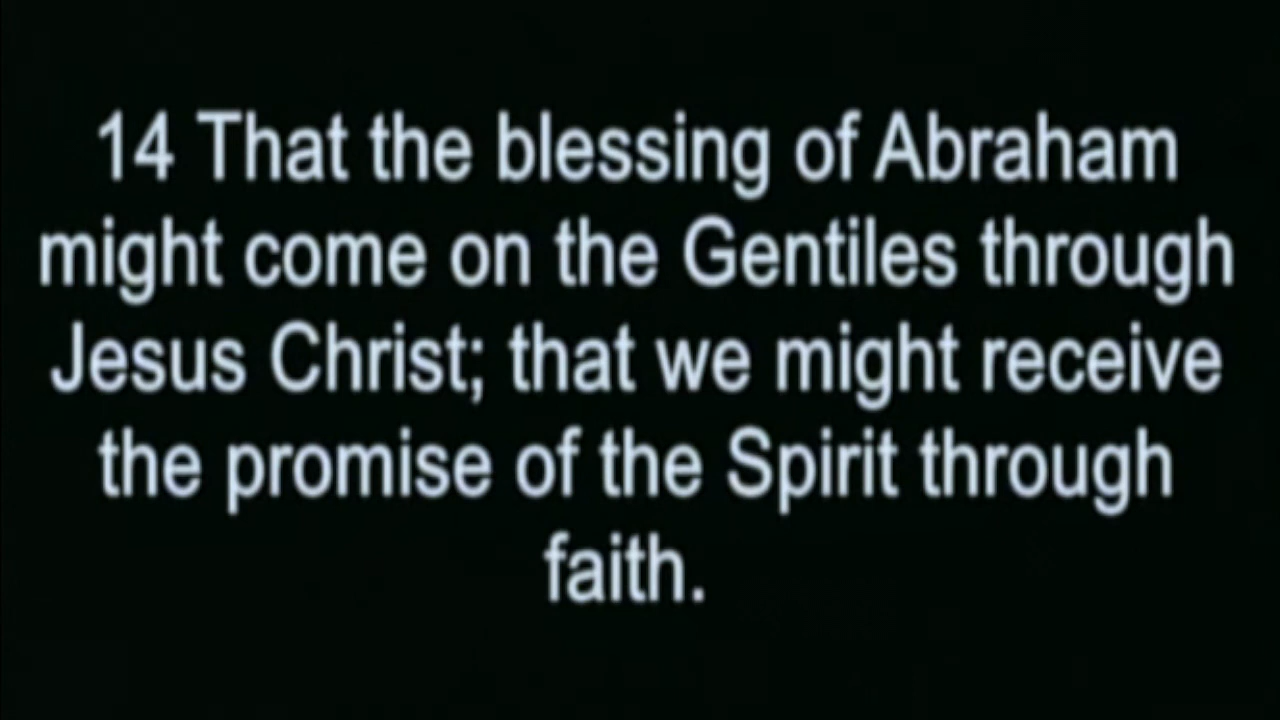 14 That the blessing of Abraham
might come on the Gentiles through
Jesus Christ; that we might receive
the promise of the Spirit through
faith.